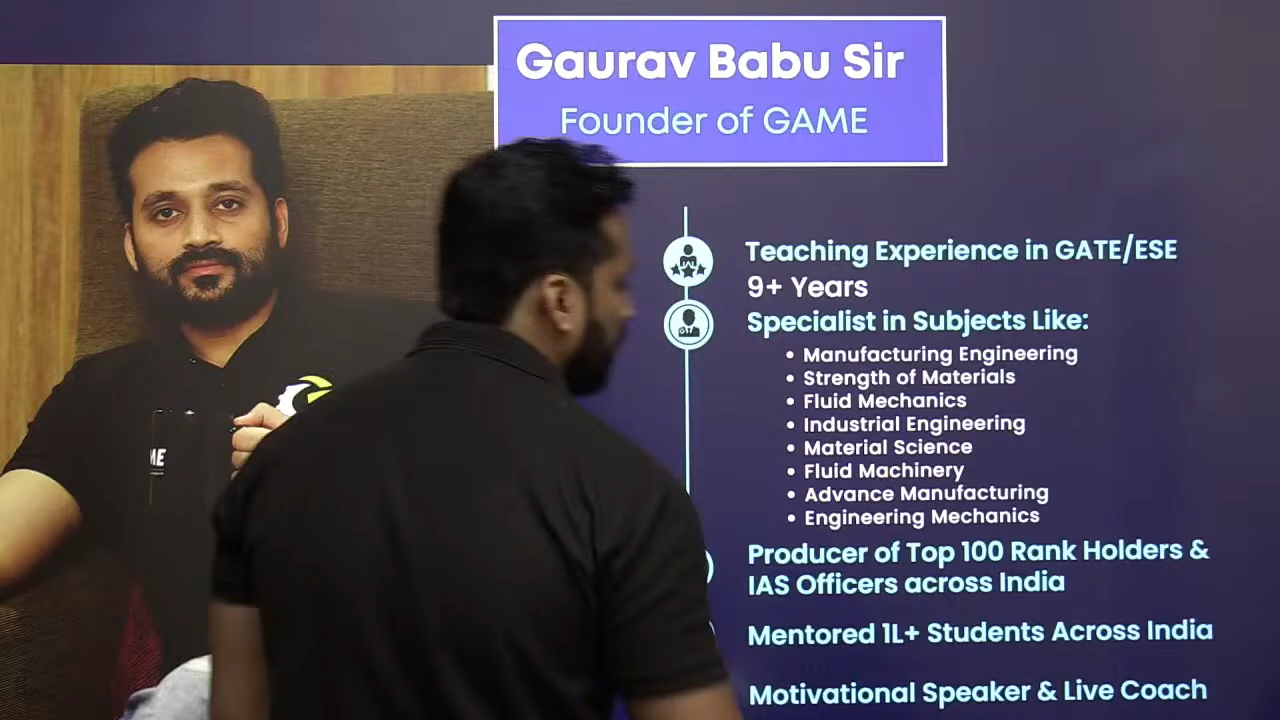 Gaurav Babu Sir
Founder of GAME
Teaching Experience in GATE/ESE
9+ Years
Specialist in Subjects Like:
• Manufacturing Engineering
• Strength of Materials
• Fluid Mechanics
• Industrial Engineering
• Material Science
• Fluid Machinery
• Advance Manufacturing
• Engineering Mechanics
Producer of Top 100 Rank Holders &
IAS Officers across India
Mentored 1L+ Students Across India
Motivational Speaker & Live Coach
ME